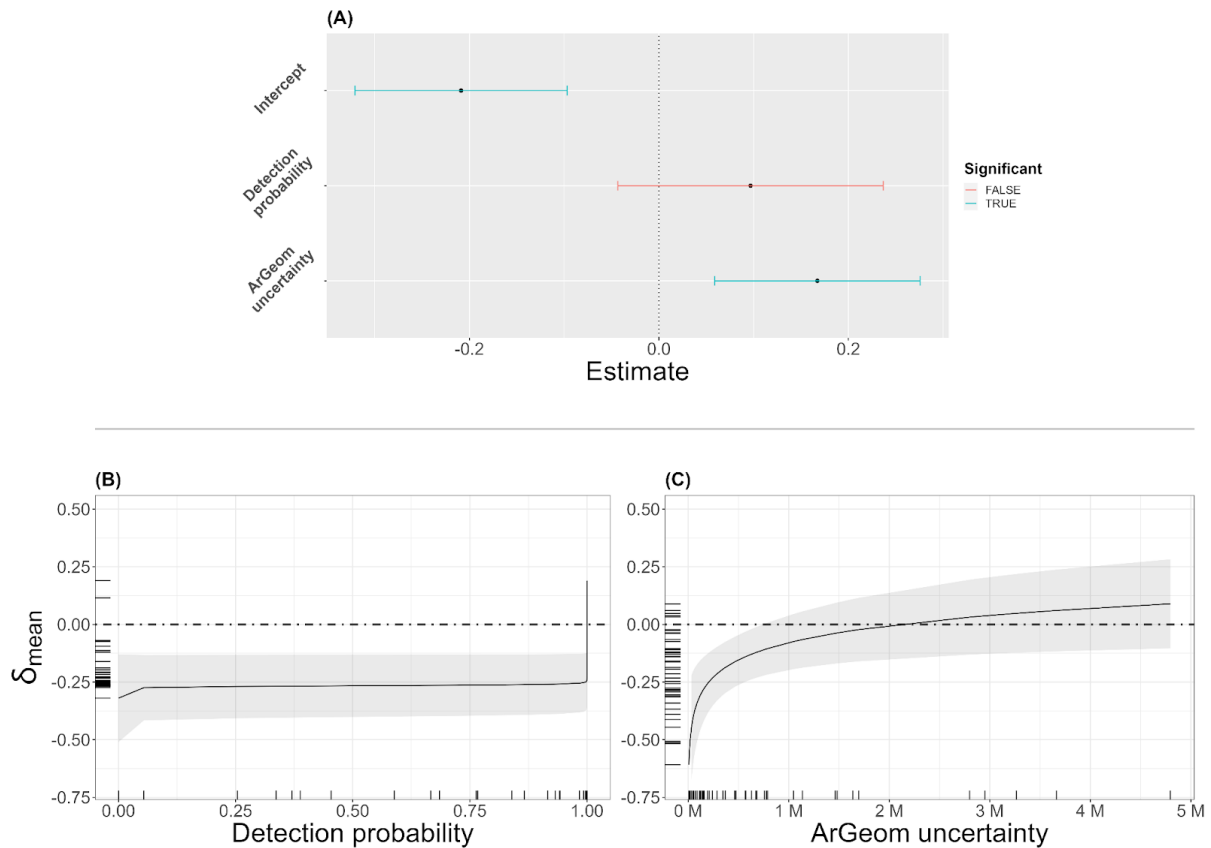 (A)
Intercept
Detection
probability
ArGeom
uncertainty
-0.2 0.0 0.2
Estimate
Significant
FALSE
TRUE
(B)
0.50
0.25
0.00
-0.25
-0.50
-0.75
δmean
0.00 0.25 0.50 0.75 1.00
Detection probability
(C)
0.50
0.25
0.00
-0.25
-0.50
-0.75
0 M 1 M 2 M 3 M 4 M 5 M
ArGeom uncertainty